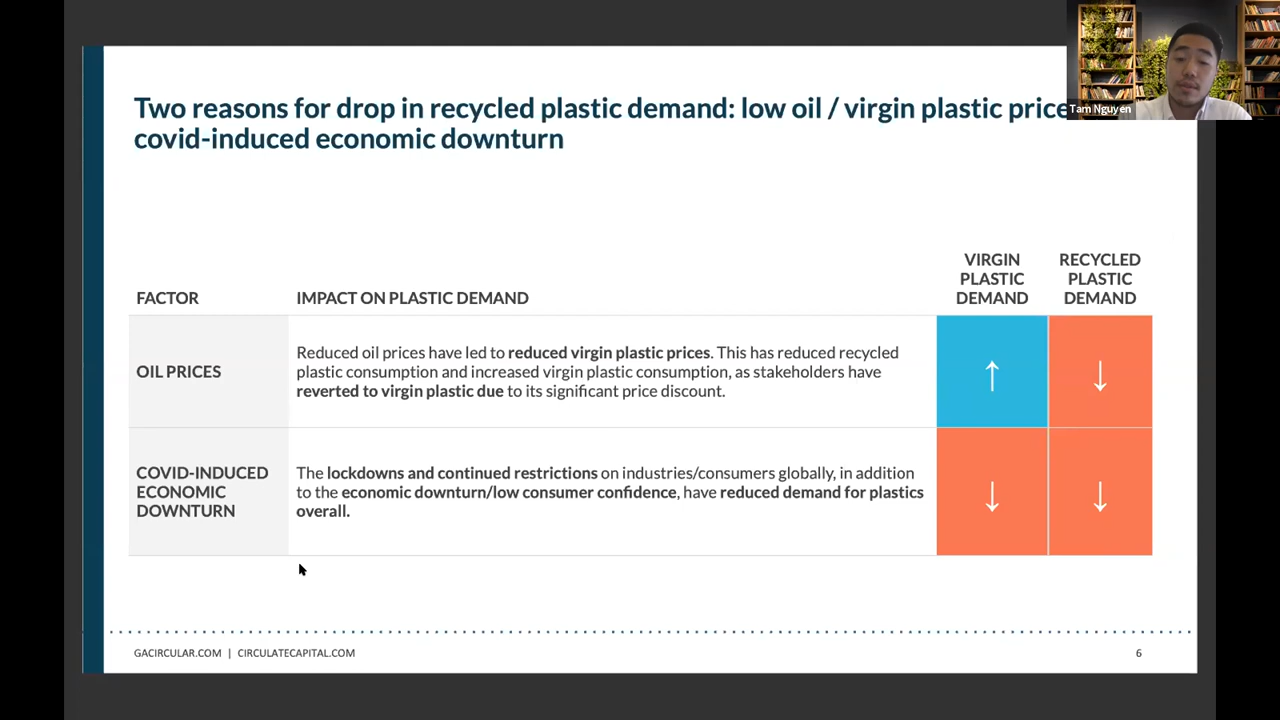 Two reasons for drop in recycled plastic demand: low oil / virgin plastic price
covid-induced economic downturn
Tam Nguyen
FACTOR
IMPACT ON PLASTIC DEMAND
VIRGIN
PLASTIC
DEMAND
RECYCLED
PLASTIC
DEMAND
OIL PRICES
Reduced oil prices have led to reduced virgin plastic prices. This has reduced recycled
plastic consumption and increased virgin plastic consumption, as stakeholders have
reverted to virgin plastic due to its significant price discount.
↑
↓
COVID-INDUCED
ECONOMIC
DOWNTURN
The lockdowns and continued restrictions on industries/consumers globally, in addition
to the economic downturn/low consumer confidence, have reduced demand for plastics
overall.
↓
↓
GACIRCULAR.COM | CIRCULATECAPITAL.COM
6